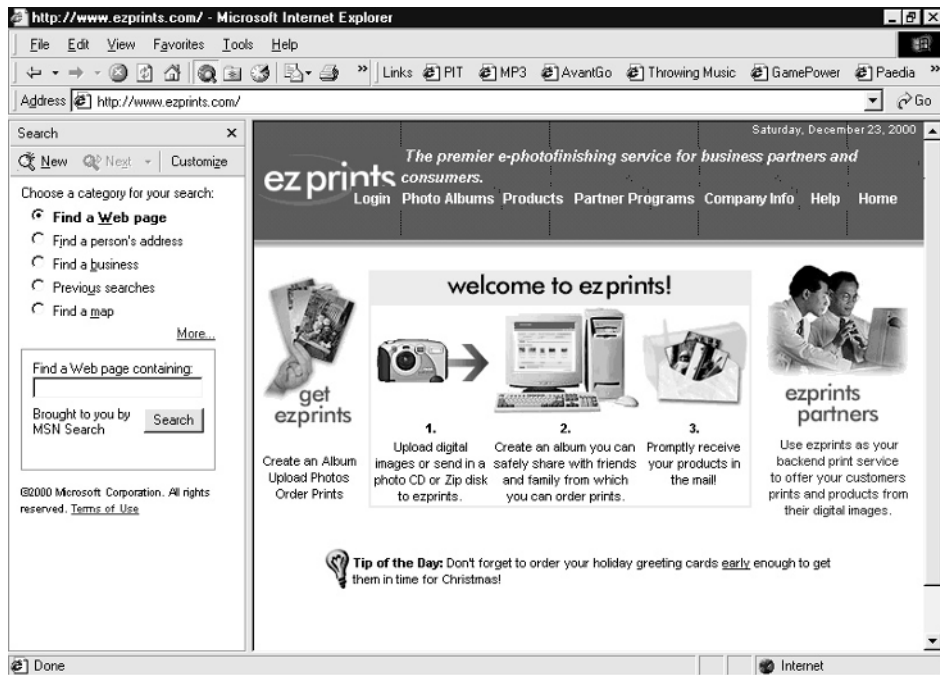 http://www.ezprints.com/ - Microsoft Internet Explorer
File Edit View Favorites Tools Help
» Links PIT MP3 AvantGo Throwing Music GamePower Paedia »
Address http://www.ezprints.com/ Go
Search
New Next Customize
Choose a category for your search:
Find a Web page
Find a person's address
Find a business
Previous searches
Find a map
More...
Find a Web page containing:
Brought to you by
MSN Search
Search
©2000 Microsoft Corporation. All rights
reserved. Terms of Use
Saturday, December 23, 2000
ezprints
The premier e-photofinishing service for business partners and
consumers.
Login Photo Albums Products Partner Programs Company Info Help Home
get
ezprints
Create an Album
Upload Photos
Order Prints
welcome to ezprints!
1.
Upload digital
images or send in a
photo CD or Zip disk
to ezprints.
2.
Create an album you can
safely share with friends
and family from which
you can order prints.
3.
Promptly receive
your products in
the mail!
ezprints
partners
Use ezprints as your
backend print service
to offer your customers
prints and products from
their digital images.
Tip of the Day: Don't forget to order your holiday greeting cards early enough to get
them in time for Christmas!
Done
Internet